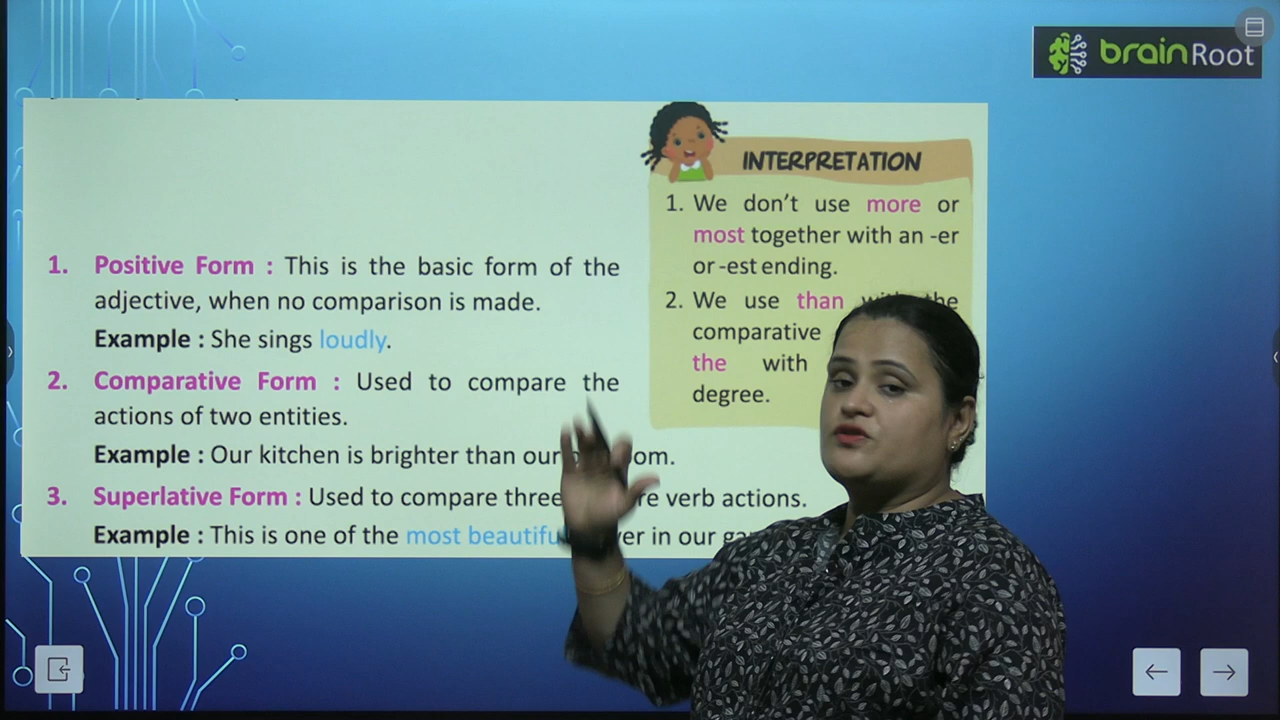 brainRoot
INTERPRETATION
1. We don't use more or
most together with an -er
or -est ending.
2. We use than with the
comparative
the with
degree.
1. Positive Form : This is the basic form of the
adjective, when no comparison is made.
Example : She sings loudly.
2. Comparative Form : Used to compare the
actions of two entities.
Example : Our kitchen is brighter than our
3. Superlative Form : Used to compare three verb actions.
Example : This is one of the most beautiful in our